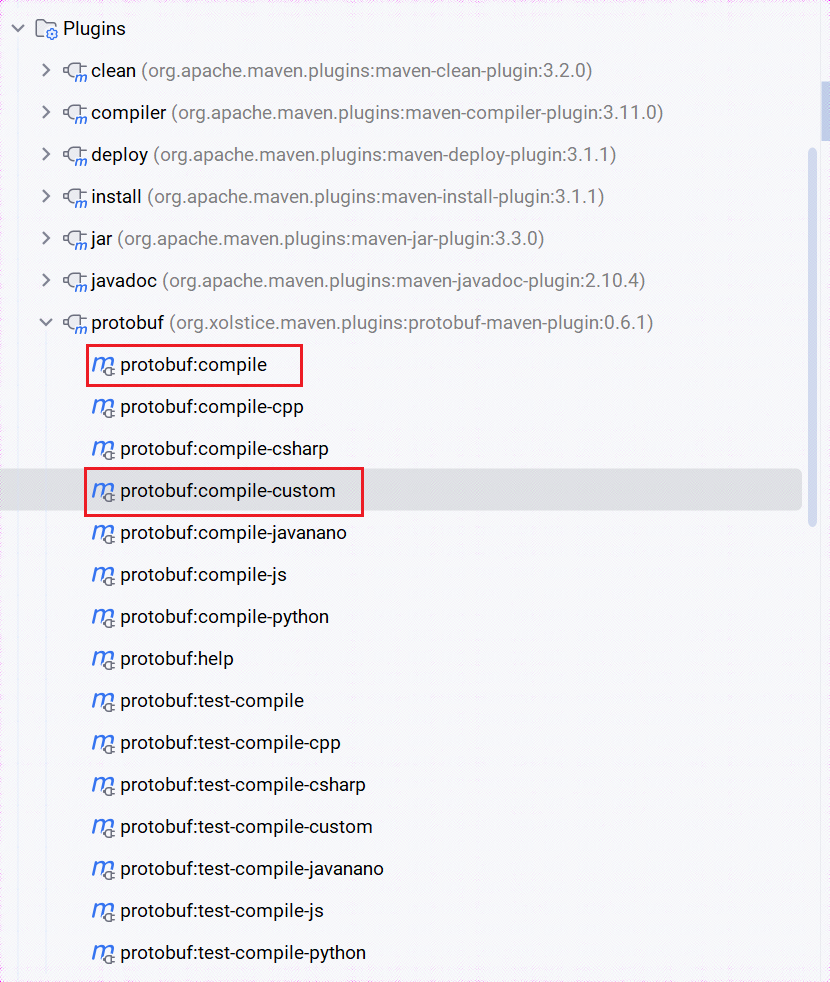 Plugins
clean (org.apache.maven.plugins:maven-clean-plugin:3.2.0)
compiler (org.apache.maven.plugins:maven-compiler-plugin:3.11.0)
deploy (org.apache.maven.plugins:maven-deploy-plugin:3.1.1)
install (org.apache.maven.plugins:maven-install-plugin:3.1.1)
jar (org.apache.maven.plugins:maven-jar-plugin:3.3.0)
javadoc (org.apache.maven.plugins:maven-javadoc-plugin:2.10.4)
protobuf (org.xolstice.maven.plugins:protobuf-maven-plugin:0.6.1)
protobuf:compile
protobuf:compile-cpp
protobuf:compile-csharp
protobuf:compile-custom
protobuf:compile-javanano
protobuf:compile-js
protobuf:compile-python
protobuf:help
protobuf:test-compile
protobuf:test-compile-cpp
protobuf:test-compile-csharp
protobuf:test-compile-custom
protobuf:test-compile-javanano
protobuf:test-compile-js
protobuf:test-compile-python